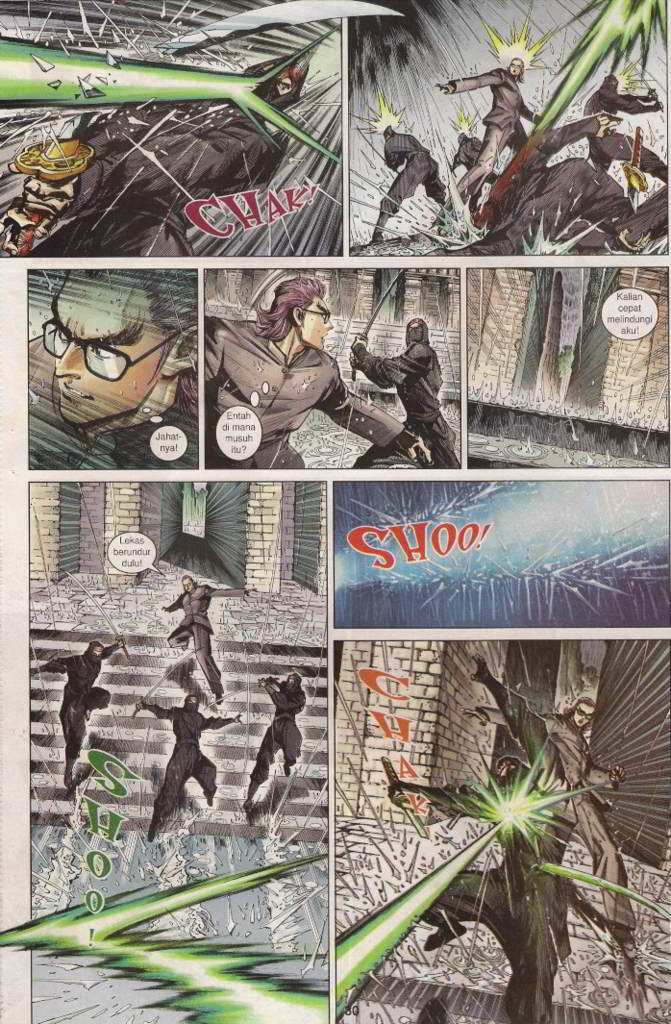 CHAK!
Jahat-
nya!
Entah
di mana
musuh
itu?
Kalian
cepat
melindungi
aku!
Lekas
berundur
dulu!
SHOO!
SHOO!
CHAK
30